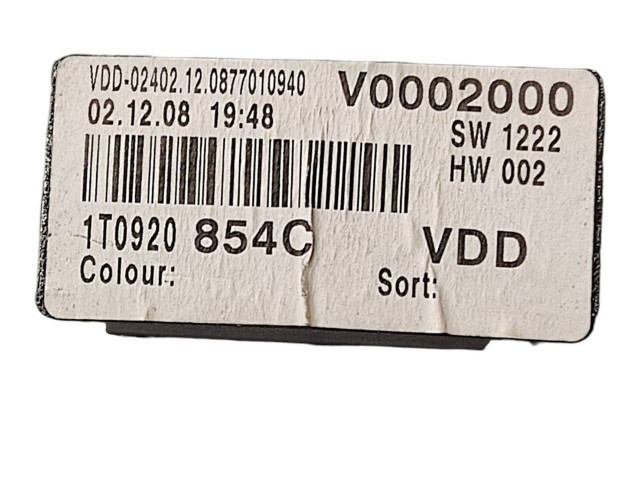 VDD-02402.12.0877010940 V0002000
02.12.08 19:48 SW 1222
HW 002
1T0920 854C VDD
Colour: Sort: